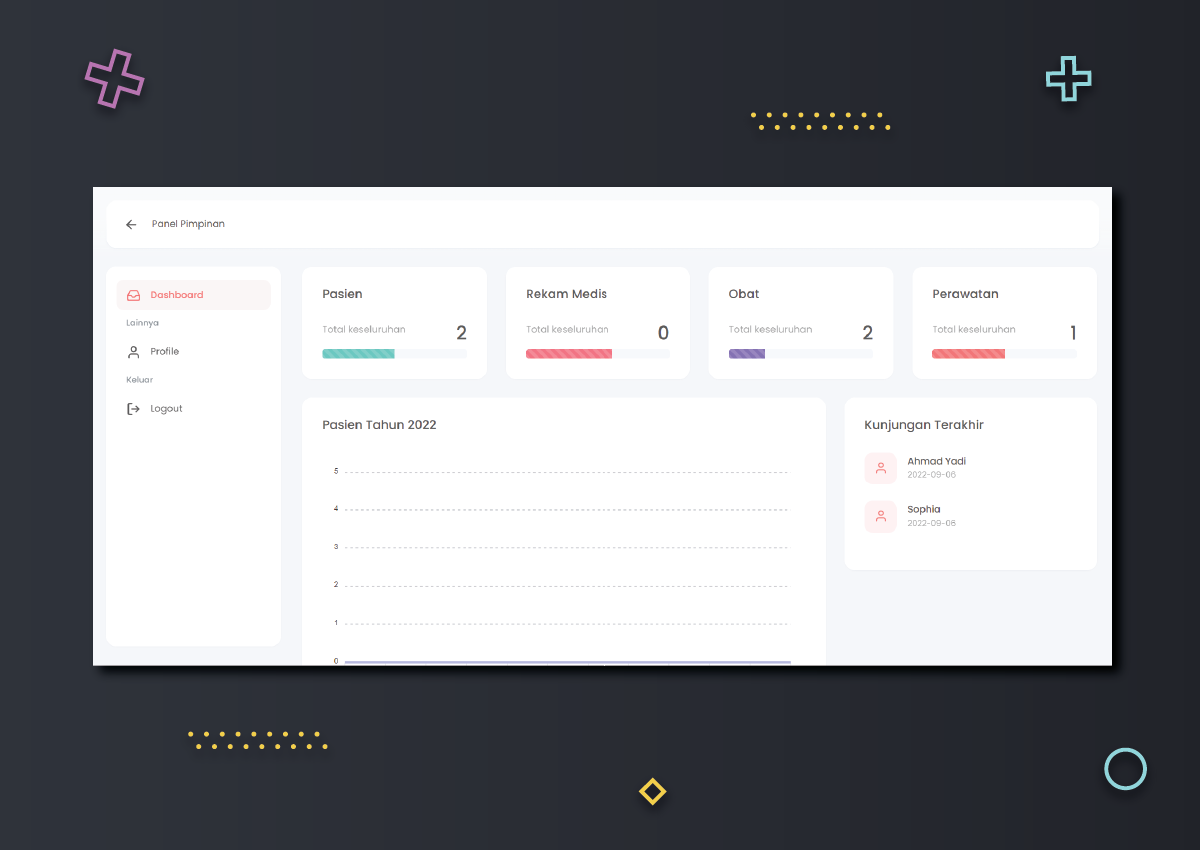 Panel Pimpinan
Dashboard
Lainnya
Profile
Keluar
Logout
Pasien
Total keseluruhan 2
Rekam Medis
Total keseluruhan 0
Obat
Total keseluruhan 2
Perawatan
Total keseluruhan 1
Pasien Tahun 2022
5
4
3
2
1
0
Kunjungan Terakhir
Ahmad Yadi
2022-09-06
Sophia
2022-09-06